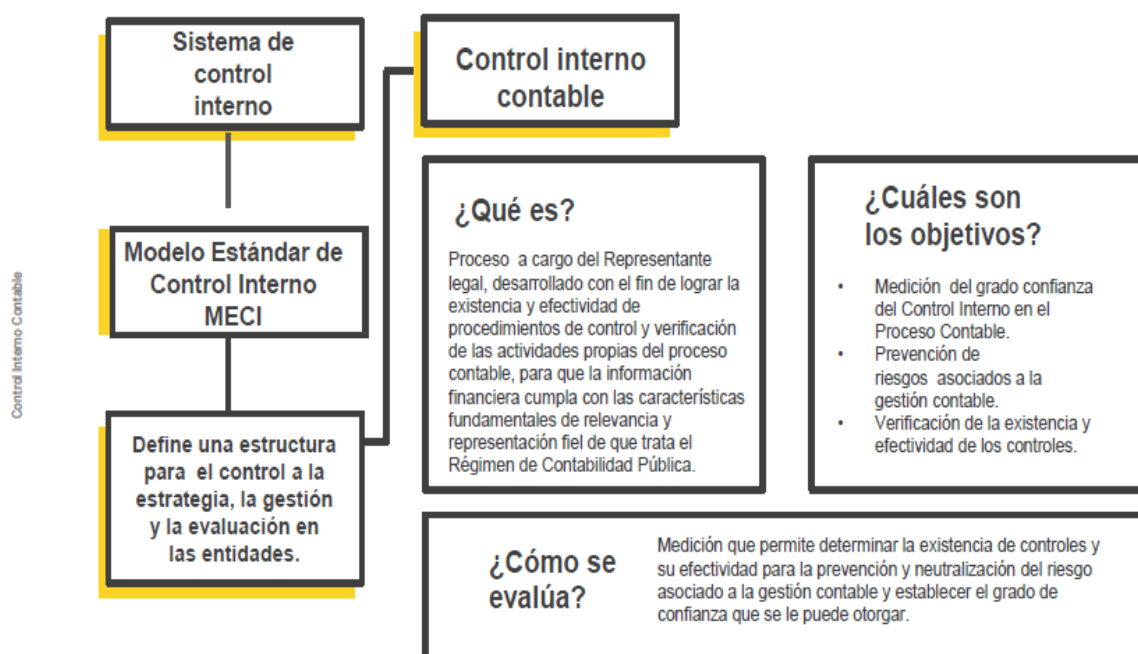 Sistema de
control
interno
Modelo Estándar de
Control Interno
MECI
Define una estructura
para el control a la
estrategia, la gestión
y la evaluación en
las entidades.
Control interno
contable
¿Qué es?
Proceso a cargo del Representante
legal, desarrollado con el fin de lograr la
existencia y efectividad de
procedimientos de control y verificación
de las actividades propias del proceso
contable, para que la información
financiera cumpla con las características
fundamentales de relevancia y
representación fiel de que trata el
Régimen de Contabilidad Pública.
¿Cuáles son
los objetivos?
• Medición del grado confianza
del Control Interno en el
Proceso Contable.
• Prevención de
riesgos asociados a la
gestión contable.
• Verificación de la existencia y
efectividad de los controles.
¿Cómo se
evalúa?
Medición que permite determinar la existencia de controles y
su efectividad para la prevención y neutralización del riesgo
asociado a la gestión contable y establecer el grado de
confianza que se le puede otorgar.
Control Interno Contable